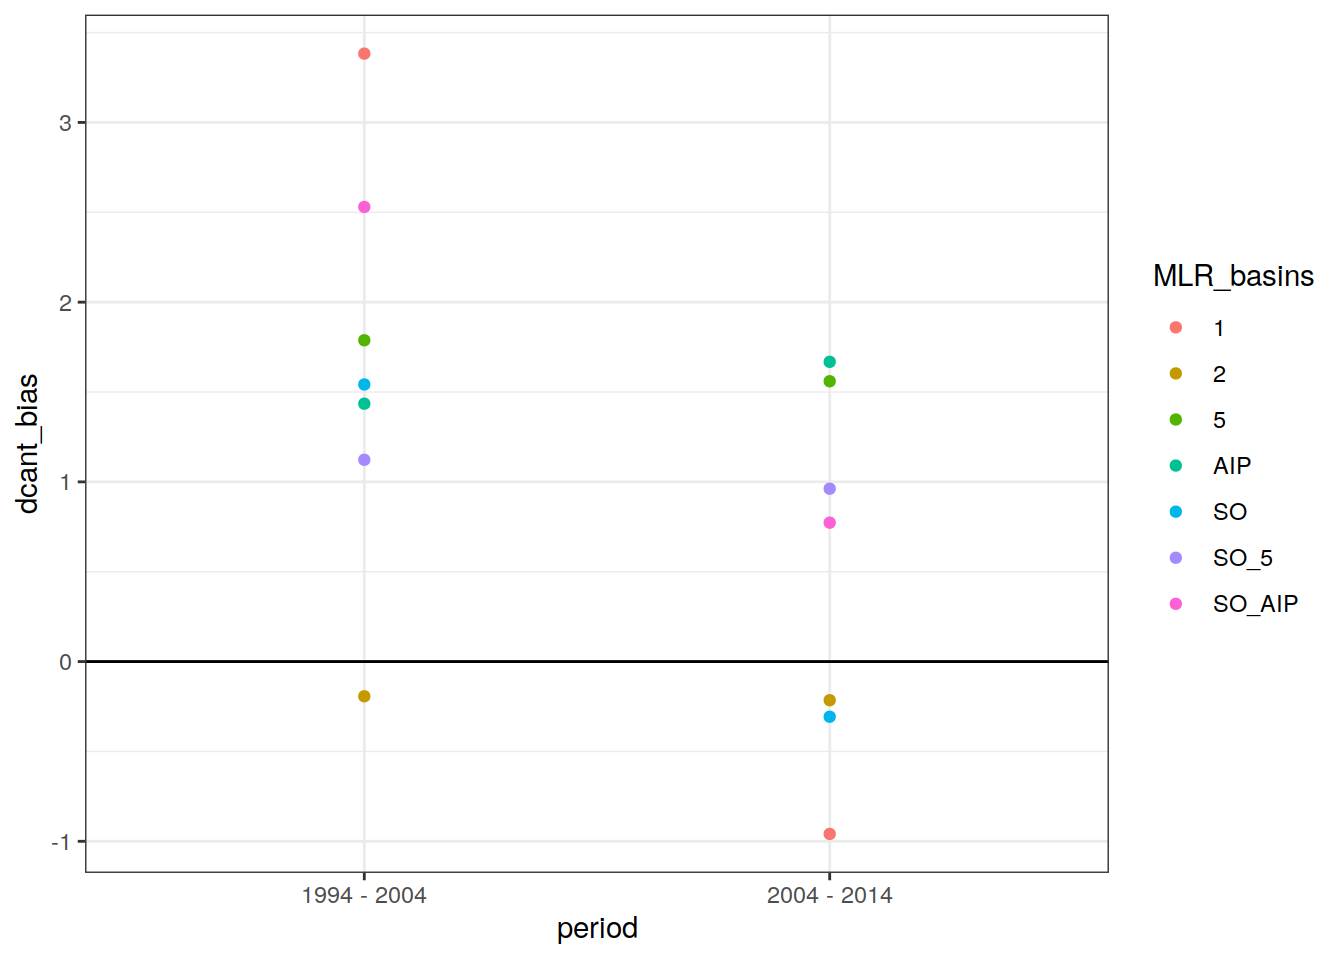 dcant_bias
3
2
1
0
-1
1994 - 2004
2004 - 2014
period
MLR_basins
1
2
5
AIP
SO
SO_5
SO_AIP